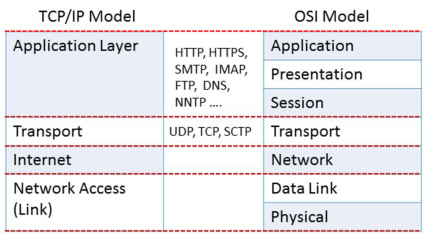 TCP/IP Model OSI Model
Application Layer HTTP, HTTPS, Application
SMTP, IMAP, Presentation
FTP, DNS,
NNTP .... Session
Transport UDP, TCP, SCTP Transport
Internet Network
Network Access Data Link
(Link) Physical